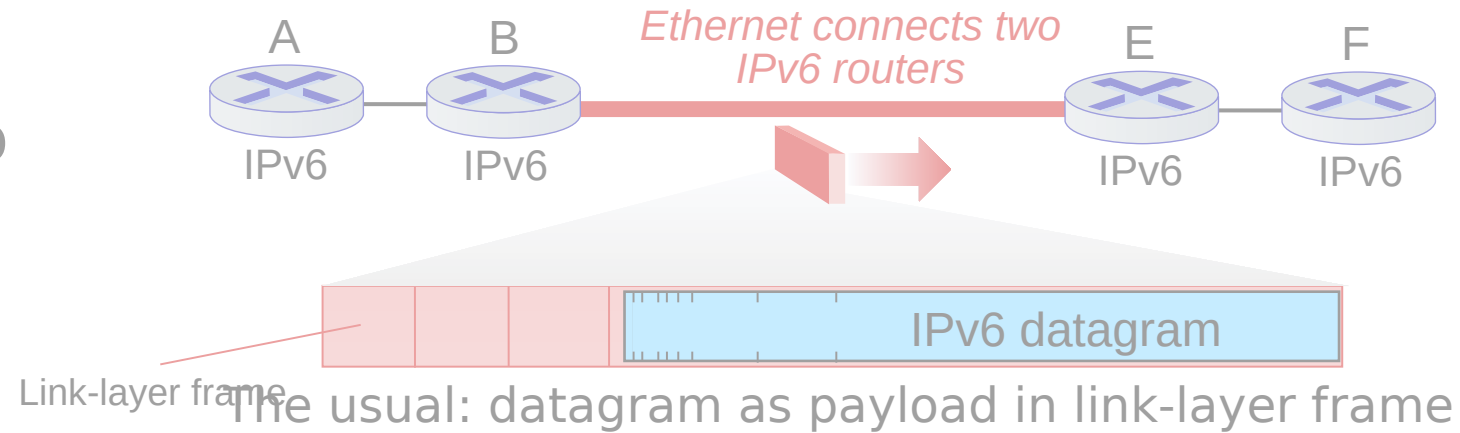 A
B
Ethernet connects two
IPv6 routers
E
F
IPv6
IPv6
IPv6
IPv6
IPv6 datagram
Link-layer frame
The usual: datagram as payload in link-layer frame